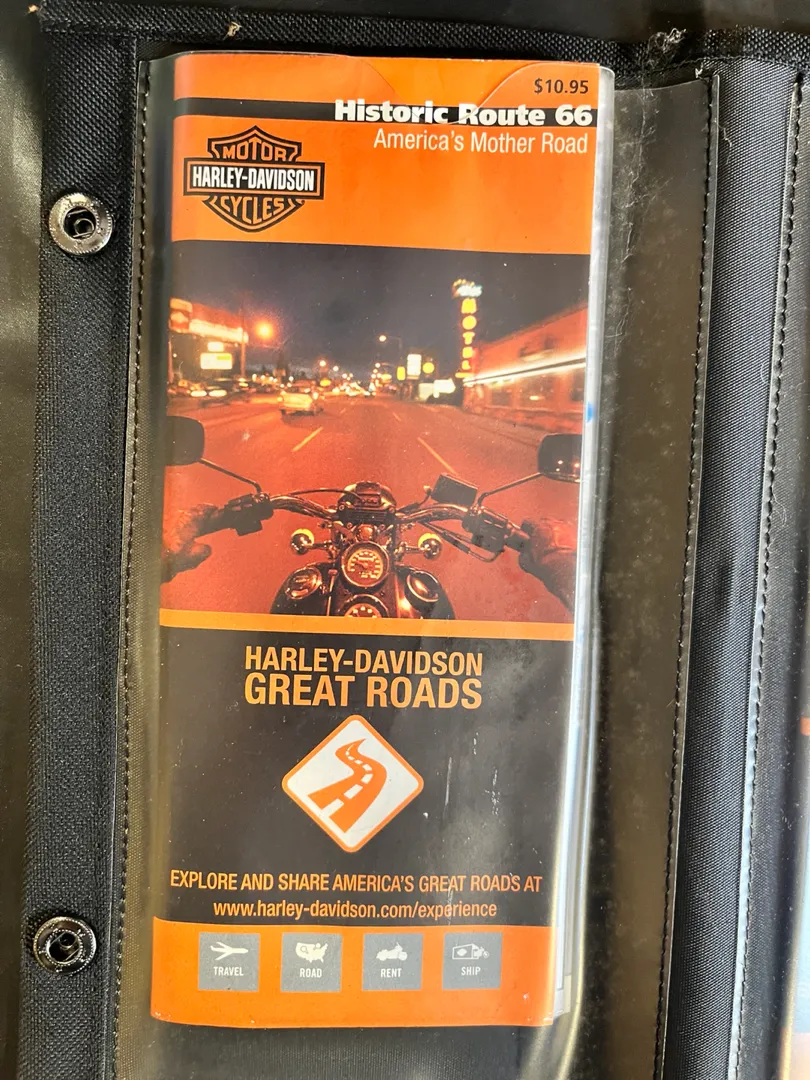 $10.95
Historic Route 66
America's Mother Road
MOTOR
HARLEY-DAVIDSON
CYCLES
MOTEL
HARLEY-DAVIDSON
GREAT ROADS
EXPLORE AND SHARE AMERICA'S GREAT ROADS AT
www.harley-davidson.com/experience
TRAVEL
ROAD
RENT
SHIP